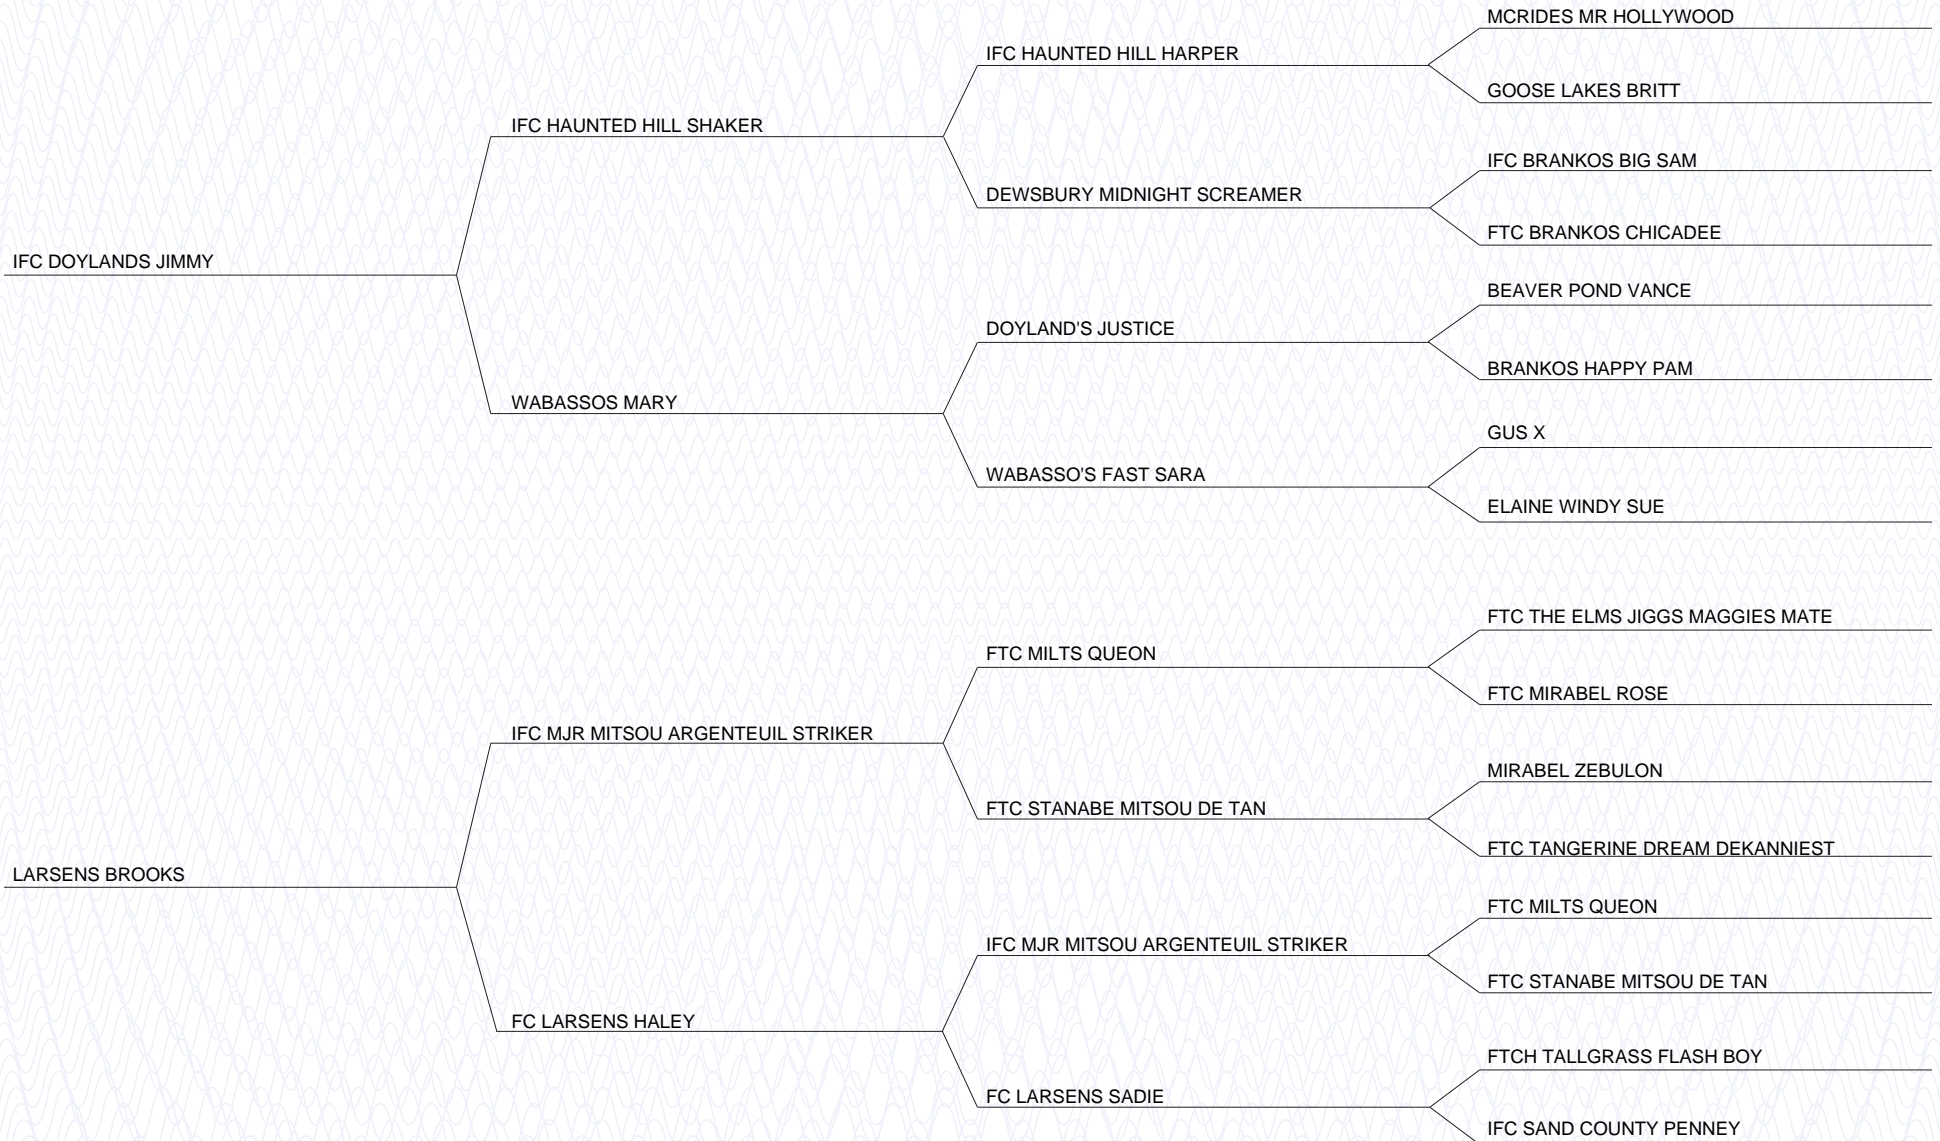 MCRIDES MR HOLLYWOOD
IFC HAUNTED HILL HARPER
GOOSE LAKES BRITT
IFC HAUNTED HILL SHAKER
IFC BRANKOS BIG SAM
DEWSBURY MIDNIGHT SCREAMER
FTC BRANKOS CHICADEE
IFC DOYLANDS JIMMY
BEAVER POND VANCE
DOYLAND'S JUSTICE
BRANKOS HAPPY PAM
WABASSOS MARY
GUS X
WABASSO'S FAST SARA
ELAINE WINDY SUE
FTC THE ELMS JIGGS MAGGIES MATE
FTC MILTS QUEON
FTC MIRABEL ROSE
IFC MJR MITSOU ARGENTEUIL STRIKER
MIRABEL ZEBULON
FTC STANABE MITSOU DE TAN
FTC TANGERINE DREAM DEKANNIEST
LARSENS BROOKS
FTC MILTS QUEON
IFC MJR MITSOU ARGENTEUIL STRIKER
FTC STANABE MITSOU DE TAN
FC LARSENS HALEY
FTCH TALLGRASS FLASH BOY
FC LARSENS SADIE
IFC SAND COUNTY PENNEY